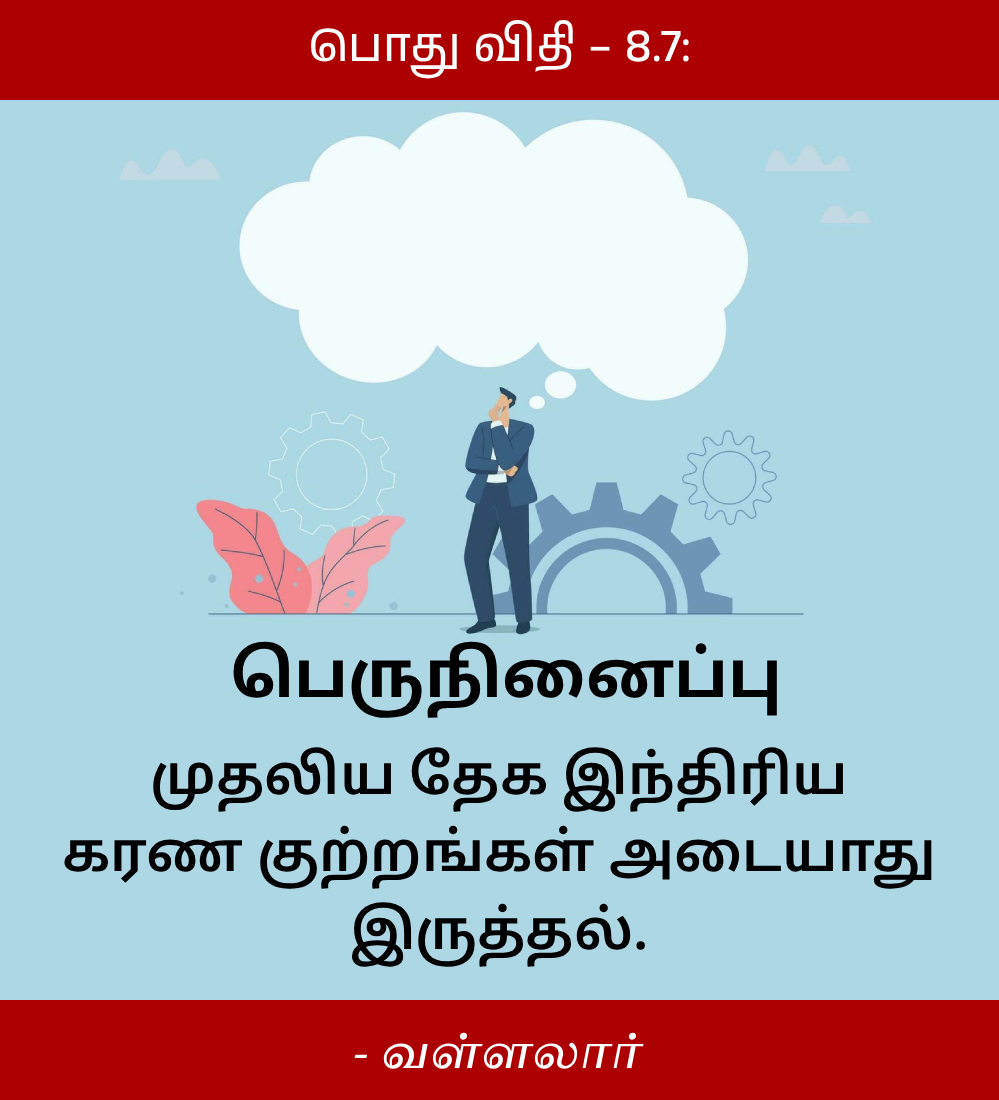 பொது விதி – 8.7:
பெருநினைப்பு
முதலிய தேக இந்திரிய
கரண குற்றங்கள் அடையாது
இருத்தல்.
- வள்ளலார்